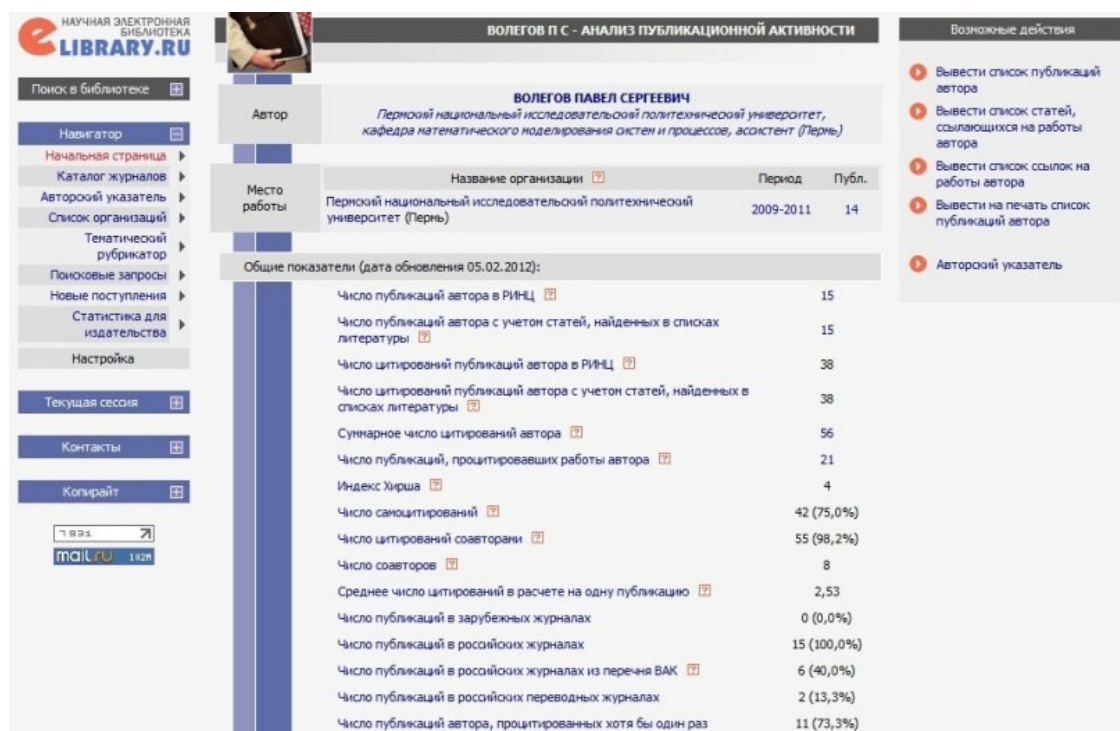 НАУЧНАЯ ЭЛЕКТРОННАЯ
БИБЛИОТЕКА
eLIBRARY.RU
Поиск в библиотеке
Навигатор
Начальная страница
Каталог журналов
Авторский указатель
Список организаций
Тематический
рубрикатор
Поисковые запросы
Новые поступления
Статистика для
издательства
Настройка
Текущая сессия
Контакты
Копирайт
mail.ru 102M
ВОЛЕГОВ П С - АНАЛИЗ ПУБЛИКАЦИОННОЙ АКТИВНОСТИ
Автор
ВОЛЕГОВ ПАВЕЛ СЕРГЕЕВИЧ
Пермский национальный исследовательский политехнический университет,
кафедра математического моделирования систем и процессов, ассистент (Пермь)
Место
работы
Название организации ? Период Публ.
Пермский национальный исследовательский политехнический
университет (Пермь) 2009-2011 14
Общие показатели (дата обновления 05.02.2012):
Число публикаций автора в РИНЦ ? 15
Число публикаций автора с учетом статей, найденных в списках
литературы ? 15
Число цитирований публикаций автора в РИНЦ ? 38
Число цитирований публикаций автора с учетом статей, найденных в
списках литературы ? 38
Суммарное число цитирований автора ? 56
Число публикаций, процитировавших работы автора ? 21
Индекс Хирша ? 4
Число самоцитирований ? 42 (75,0%)
Число цитирований соавторами ? 55 (98,2%)
Число соавторов ? 8
Среднее число цитирований в расчете на одну публикацию ? 2,53
Число публикаций в зарубежных журналах 0 (0,0%)
Число публикаций в российских журналах 15 (100,0%)
Число публикаций в российских журналах из перечня ВАК ? 6 (40,0%)
Число публикаций в российских переводных журналах 2 (13,3%)
Число публикаций автора, процитированных хотя бы один раз 11 (73,3%)
Возможные действия
Вывести список публикаций
автора
Вывести список статей,
ссылающихся на работы
автора
Вывести список ссылок на
работы автора
Вывести на печать список
публикаций автора
Авторский указатель